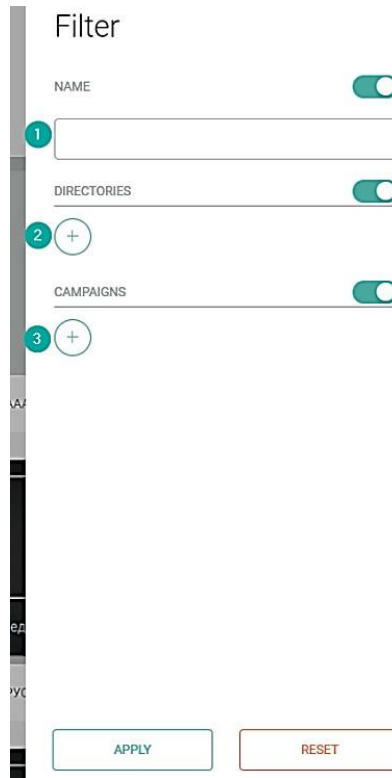 Filter
NAME
1
DIRECTORIES
2 +
CAMPAIGNS
3 +
APPLY
RESET